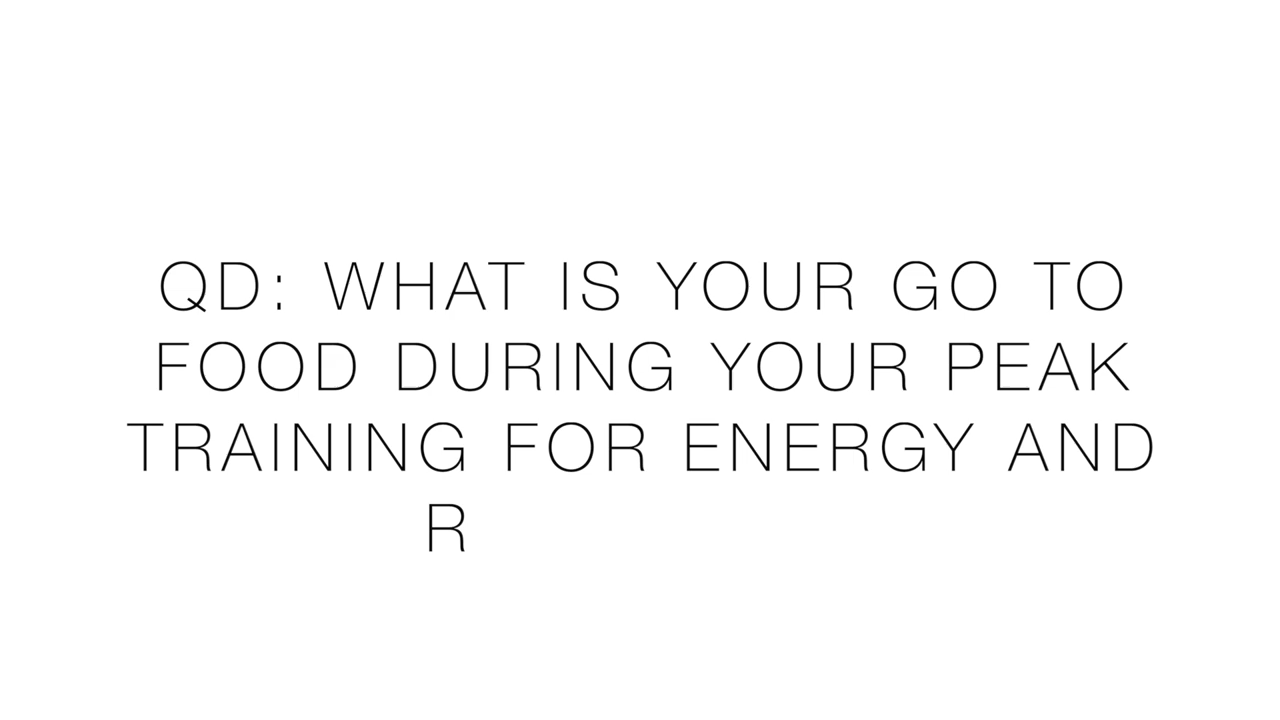 QD: WHAT IS YOUR GO TO
FOOD DURING YOUR PEAK
TRAINING FOR ENERGY AND
R